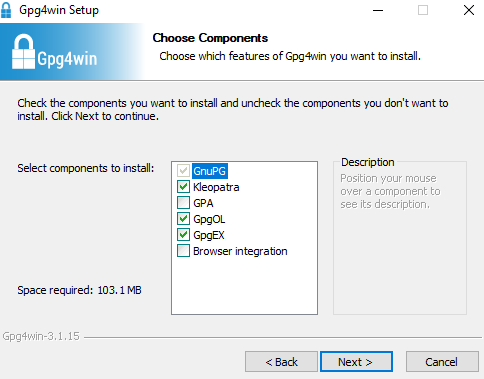 Gpg4win Setup
Choose Components
Choose which features of Gpg4win you want to install.
Gpg4win
Check the components you want to install and uncheck the components you don't want to
install. Click Next to continue.
Select components to install:
GnuPG
Kleopatra
GPA
GpgOL
GpgEX
Browser integration
Description
Position your mouse
over a component to
see its description.
Space required: 103.1 MB
Gpg4win-3.1.15
< Back
Next >
Cancel